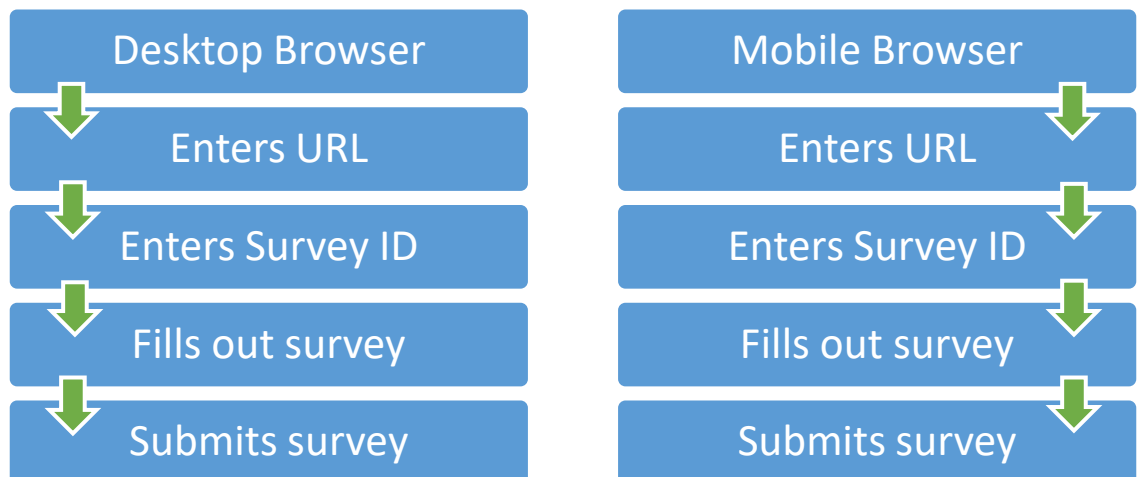 Desktop Browser
Enters URL
Enters Survey ID
Fills out survey
Submits survey
Mobile Browser
Enters URL
Enters Survey ID
Fills out survey
Submits survey